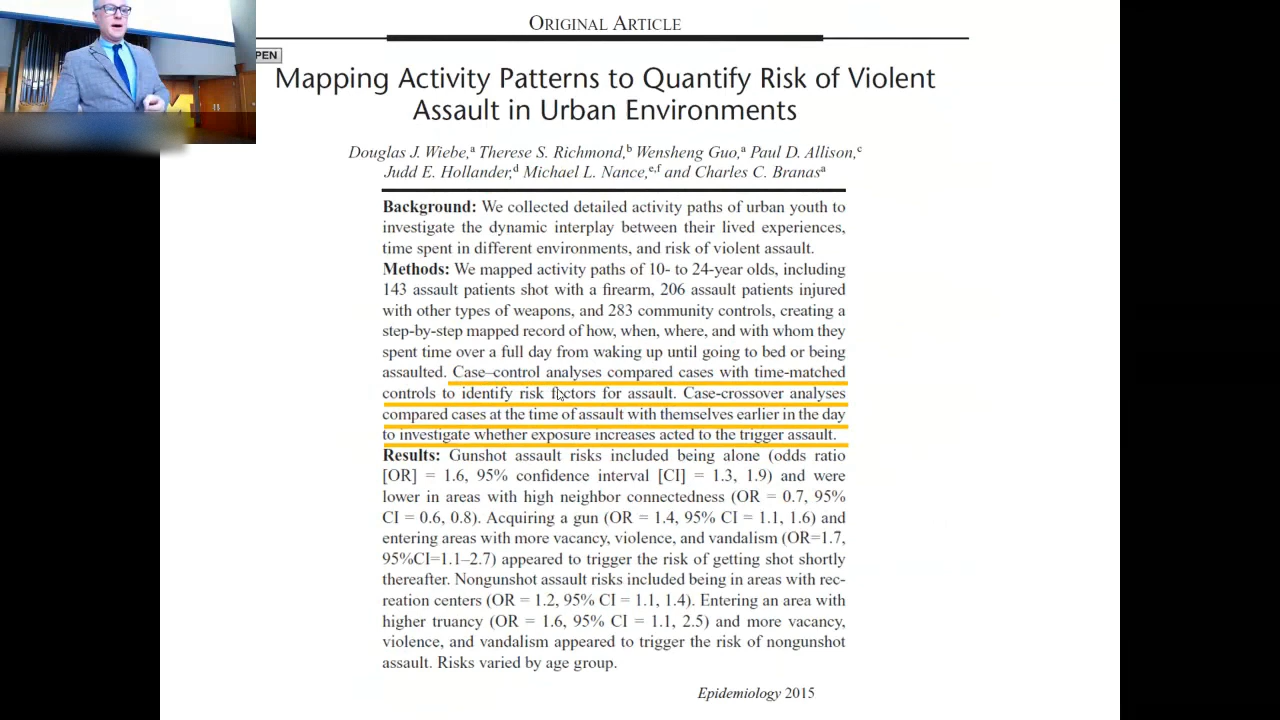 ORIGINAL ARTICLE
PEN
Mapping Activity Patterns to Quantify Risk of Violent
Assault in Urban Environments
Douglas J. Wiebe,a Therese S. Richmond,b Wensheng Guo,a Paul D. Allison,c
Judd E. Hollander,d Michael L. Nance,e,f and Charles C. Branasa
Background: We collected detailed activity paths of urban youth to
investigate the dynamic interplay between their lived experiences,
time spent in different environments, and risk of violent assault.
Methods: We mapped activity paths of 10- to 24-year olds, including
143 assault patients shot with a firearm, 206 assault patients injured
with other types of weapons, and 283 community controls, creating a
step-by-step mapped record of how, when, where, and with whom they
spent time over a full day from waking up until going to bed or being
assaulted. Case–control analyses compared cases with time-matched
controls to identify risk factors for assault. Case-crossover analyses
compared cases at the time of assault with themselves earlier in the day
to investigate whether exposure increases acted to the trigger assault.
Results: Gunshot assault risks included being alone (odds ratio
[OR] = 1.6, 95% confidence interval [CI] = 1.3, 1.9) and were
lower in areas with high neighbor connectedness (OR = 0.7, 95%
CI = 0.6, 0.8). Acquiring a gun (OR = 1.4, 95% CI = 1.1, 1.6) and
entering areas with more vacancy, violence, and vandalism (OR=1.7,
95%CI=1.1–2.7) appeared to trigger the risk of getting shot shortly
thereafter. Nongunshot assault risks included being in areas with rec-
reation centers (OR = 1.2, 95% CI = 1.1, 1.4). Entering an area with
higher truancy (OR = 1.6, 95% CI = 1.1, 2.5) and more vacancy,
violence, and vandalism appeared to trigger the risk of nongunshot
assault. Risks varied by age group.
Epidemiology 2015